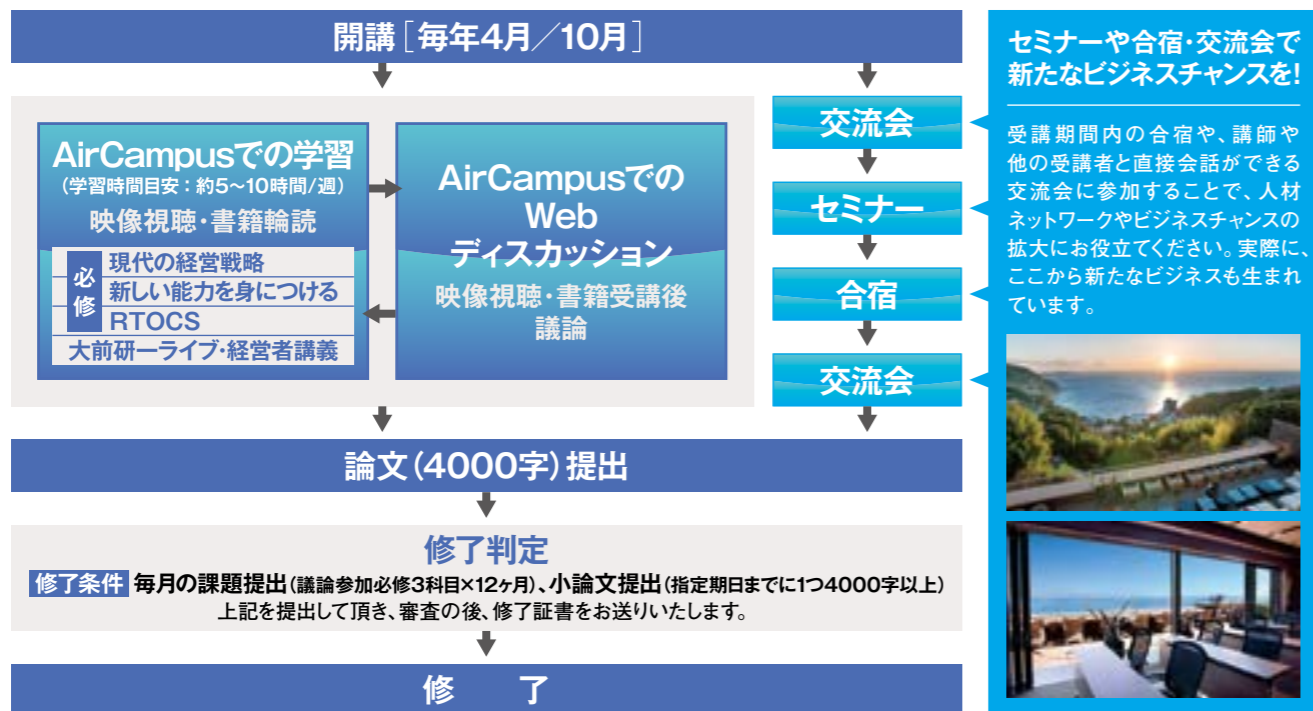 開講［毎年4月／10月］
AirCampusでの学習
（学習時間目安：約5～10時間/週）
映像視聴・書籍輪読
必修
現代の経営戦略
新しい能力を身につける
RTOCS
大前研一ライブ・経営者講義
AirCampusでの
Web
ディスカッション
映像視聴・書籍受講後
議論
交流会
セミナー
合宿
交流会
論文（4000字）提出
修了判定
修了条件 毎月の課題提出（議論参加必修3科目×12ヶ月）、小論文提出（指定期日までに1つ4000字以上）
上記を提出して頂き、審査の後、修了証書をお送りいたします。
修　了
セミナーや合宿・交流会で
新たなビジネスチャンスを！
受講期間内の合宿や、講師や
他の受講者と直接会話ができる
交流会に参加することで、人材
ネットワークやビジネスチャンスの
拡大にお役立てください。実際に、
ここから新たなビジネスも生まれ
ています。